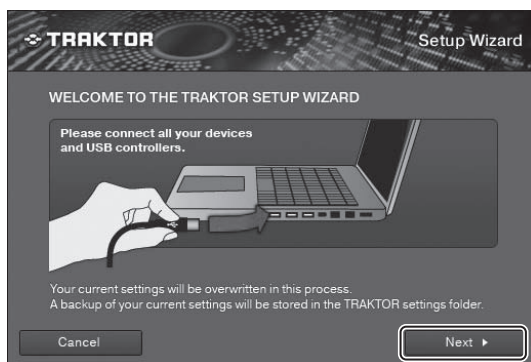 TRAKTOR
Setup Wizard
WELCOME TO THE TRAKTOR SETUP WIZARD
Please connect all your devices
and USB controllers.
Your current settings will be overwritten in this process.
A backup of your current settings will be stored in the TRAKTOR settings folder.
Cancel
Next